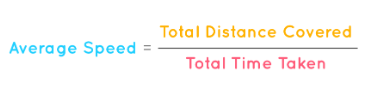 Total Distance Covered
Average Speed =
Total Time Taken